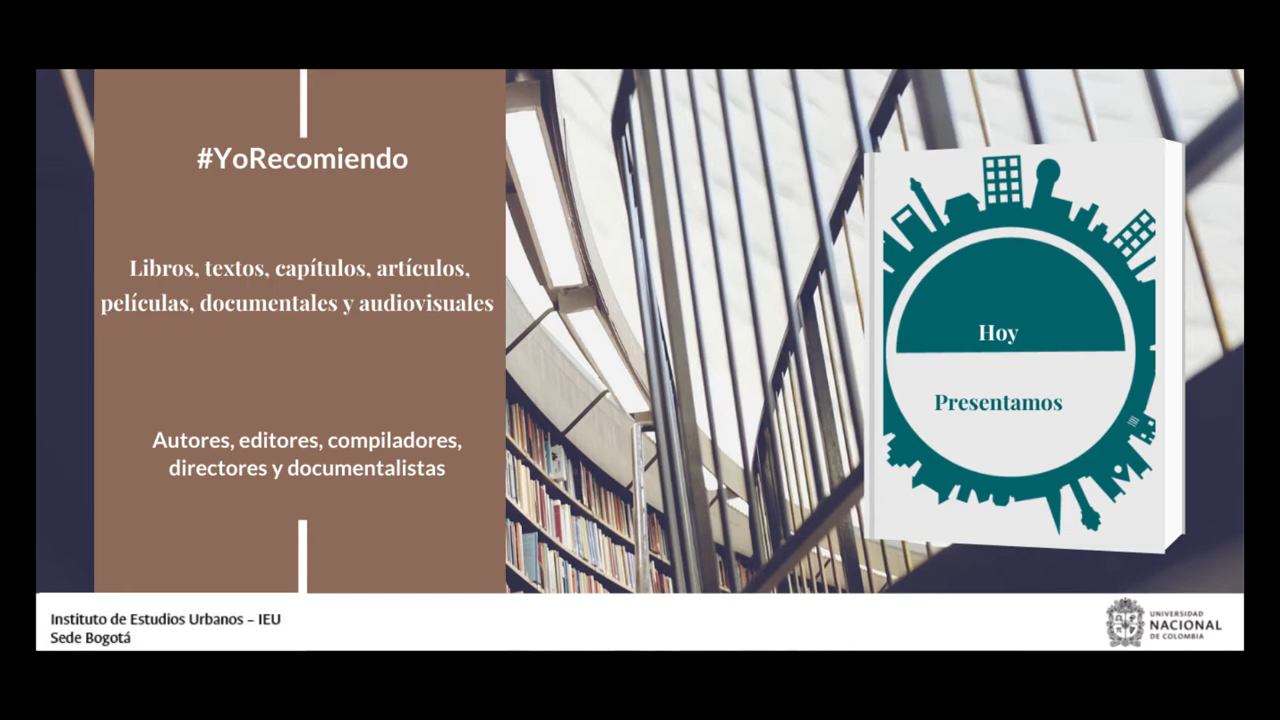 #YoRecomiendo
Libros, textos, capítulos, artículos,
películas, documentales y audiovisuales
Autores, editores, compiladores,
directores y documentalistas
Hoy
Presentamos
Instituto de Estudios Urbanos – IEU
Sede Bogotá
UNIVERSIDAD
NACIONAL
DE COLOMBIA